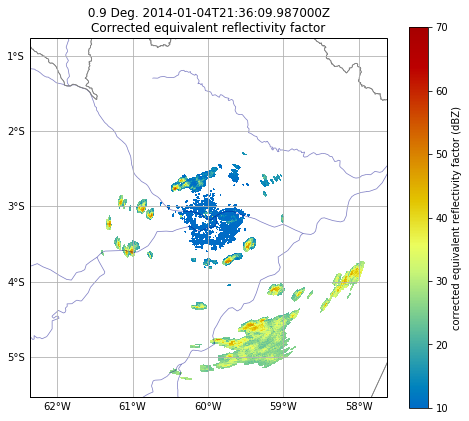 0.9 Deg. 2014-01-04T21:36:09.987000Z
Corrected equivalent reflectivity factor
1°S
2°S
3°S
4°S
5°S
62°W 61°W 60°W 59°W 58°W
70
60
50
40
30
20
10
corrected equivalent reflectivity factor (dBZ)